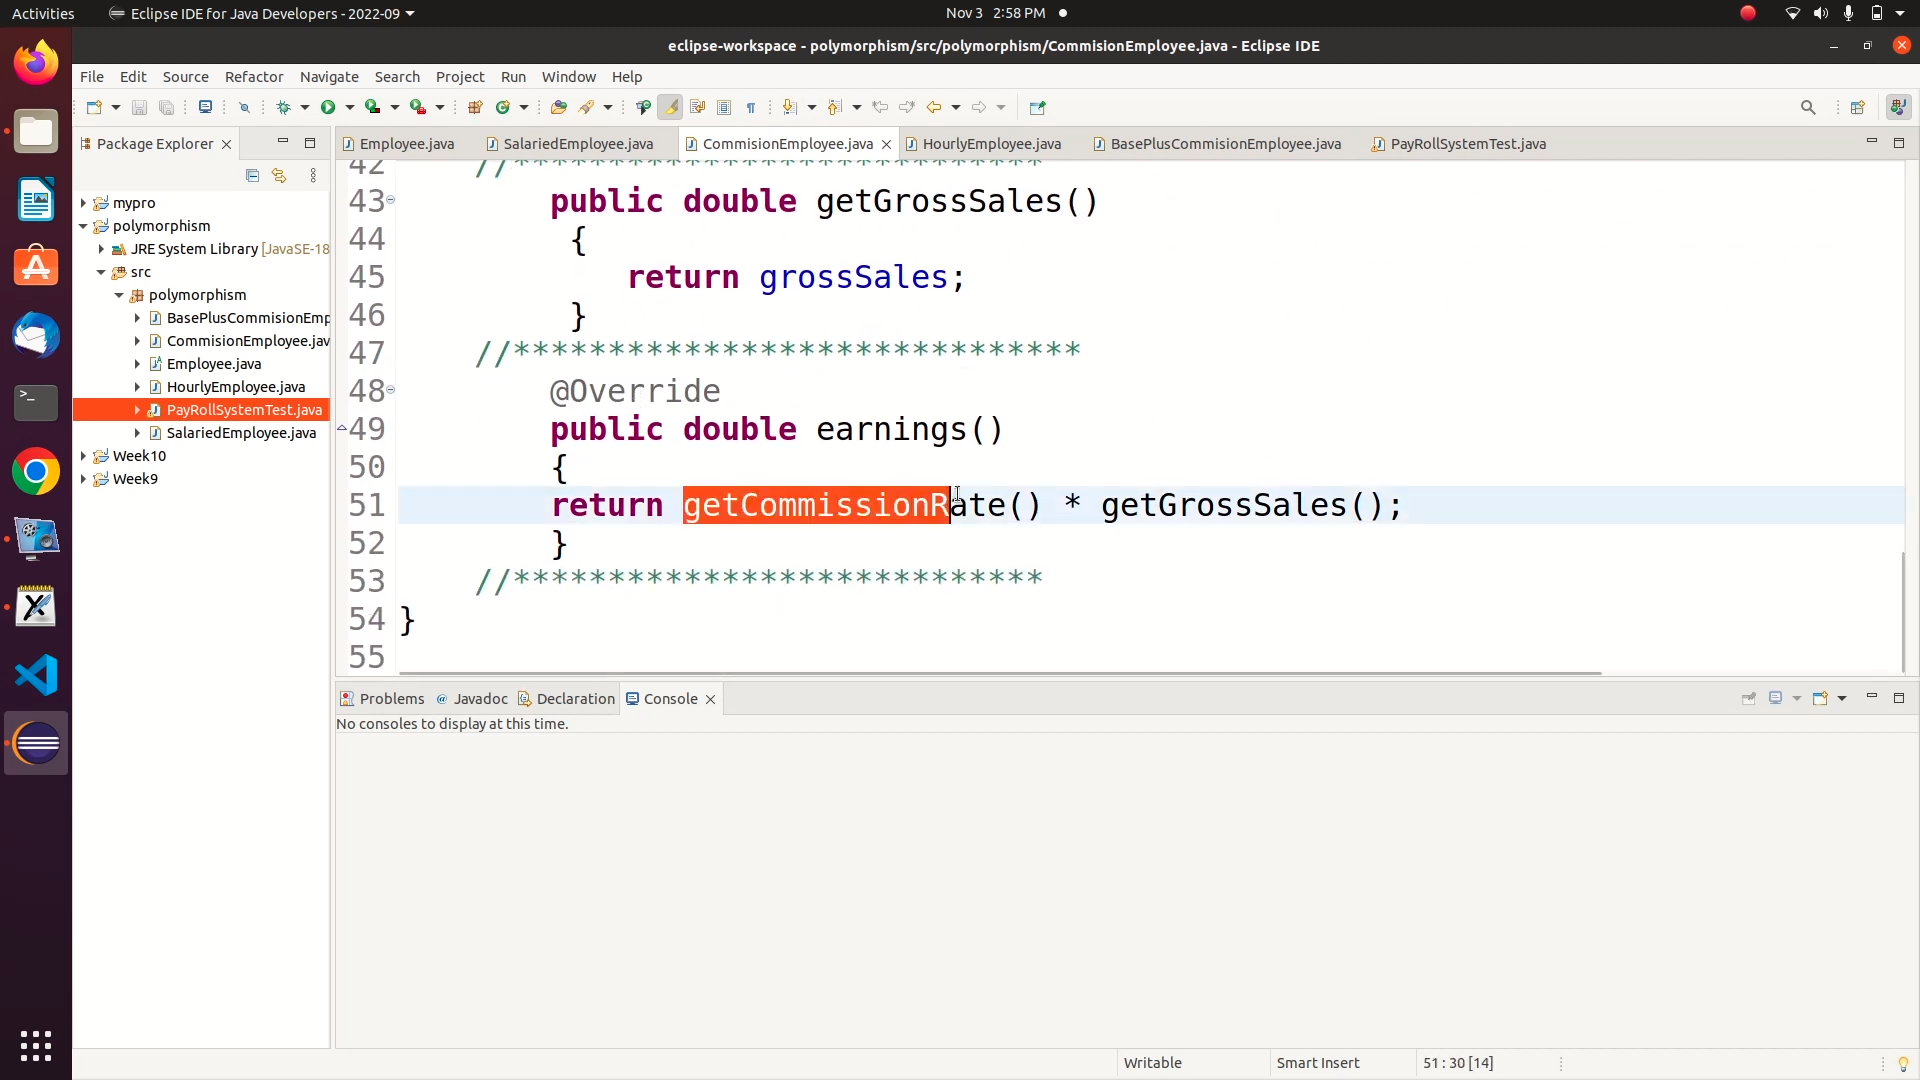 Activities Eclipse IDE for Java Developers - 2022-09 Nov 3 2:58 PM
eclipse-workspace - polymorphism/src/polymorphism/CommisionEmployee.java - Eclipse IDE
File Edit Source Refactor Navigate Search Project Run Window Help
Package Explorer
Employee.java SalariedEmployee.java CommisionEmployee.java HourlyEmployee.java BasePlusCommisionEmployee.java PayRollSystemTest.java
mypro
polymorphism
JRE System Library [JavaSE-18
src
polymorphism
BasePlusCommisionEmp
CommisionEmployee.jav
Employee.java
HourlyEmployee.java
PayRollSystemTest.java
SalariedEmployee.java
Week10
Week9
42 //****************************
43 public double getGrossSales()
44 {
45 return grossSales;
46 }
47 //******************************
48 @Override
49 public double earnings()
50 {
51 return getCommissionRate() * getGrossSales();
52 }
53 //****************************
54 }
55
Problems Javadoc Declaration Console
No consoles to display at this time.
Writable Smart Insert 51 : 30 [14]